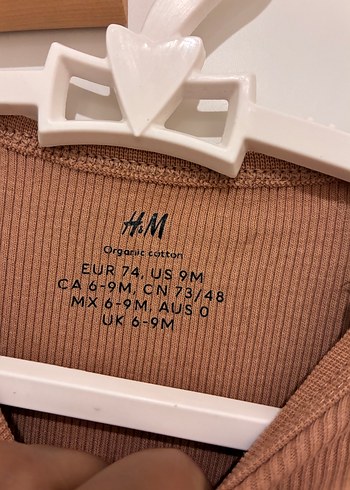 H&M
Organic cotton
EUR 74, US 9M
CA 6-9M, CN 73/48
MX 6-9M, AUS 0
UK 6-9M